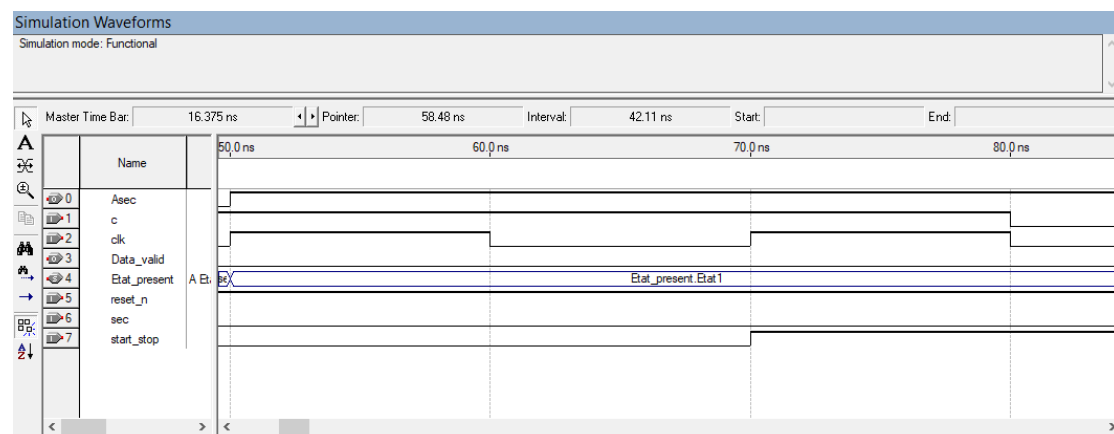 Simulation Waveforms
Simulation mode: Functional
Master Time Bar: 16.375 ns Pointer: 58.48 ns Interval: 42.11 ns Start: End:
Name 50.0 ns 60.0 ns 70.0 ns 80.0 ns
0 Asec
1 c
2 clk
3 Data_valid
4 Etat_present A Et Etat_present.Etat1
5 reset_n
6 sec
7 start_stop